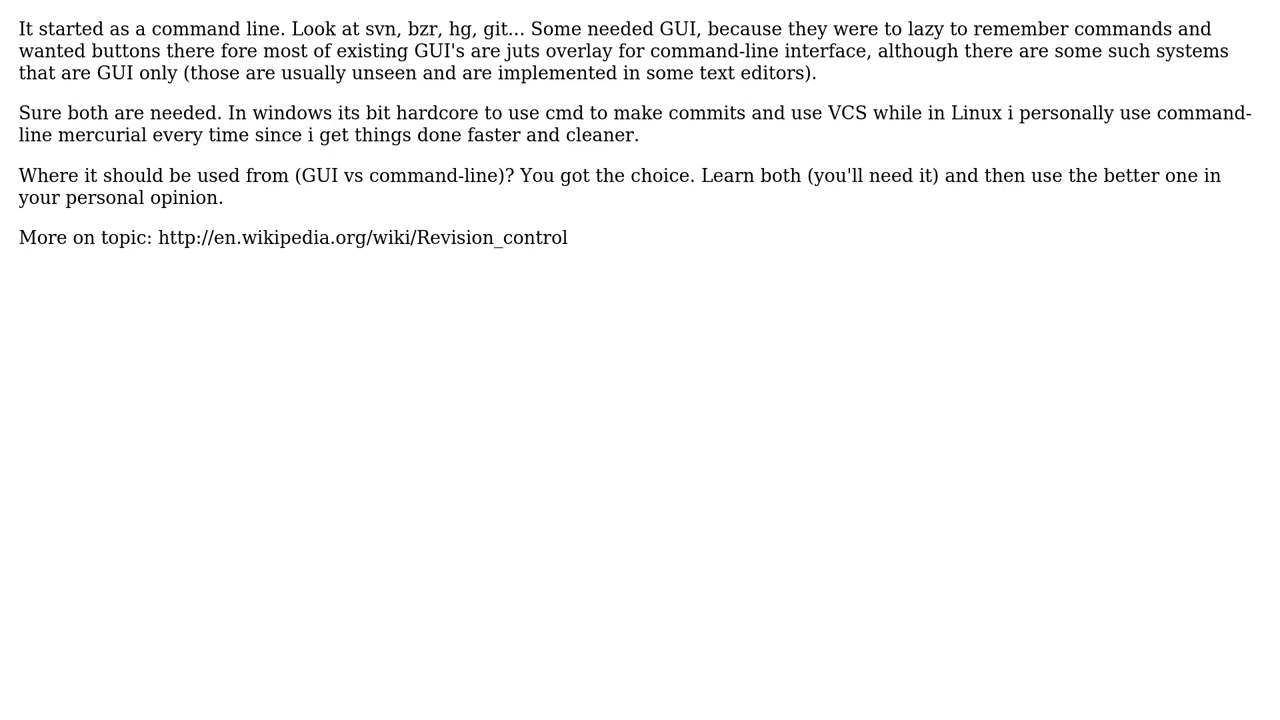 It started as a command line. Look at svn, bzr, hg, git... Some needed GUI, because they were to lazy to remember commands and
wanted buttons there fore most of existing GUI's are juts overlay for command-line interface, although there are some such systems
that are GUI only (those are usually unseen and are implemented in some text editors).
Sure both are needed. In windows its bit hardcore to use cmd to make commits and use VCS while in Linux i personally use command-
line mercurial every time since i get things done faster and cleaner.
Where it should be used from (GUI vs command-line)? You got the choice. Learn both (you'll need it) and then use the better one in
your personal opinion.
More on topic: http://en.wikipedia.org/wiki/Revision_control